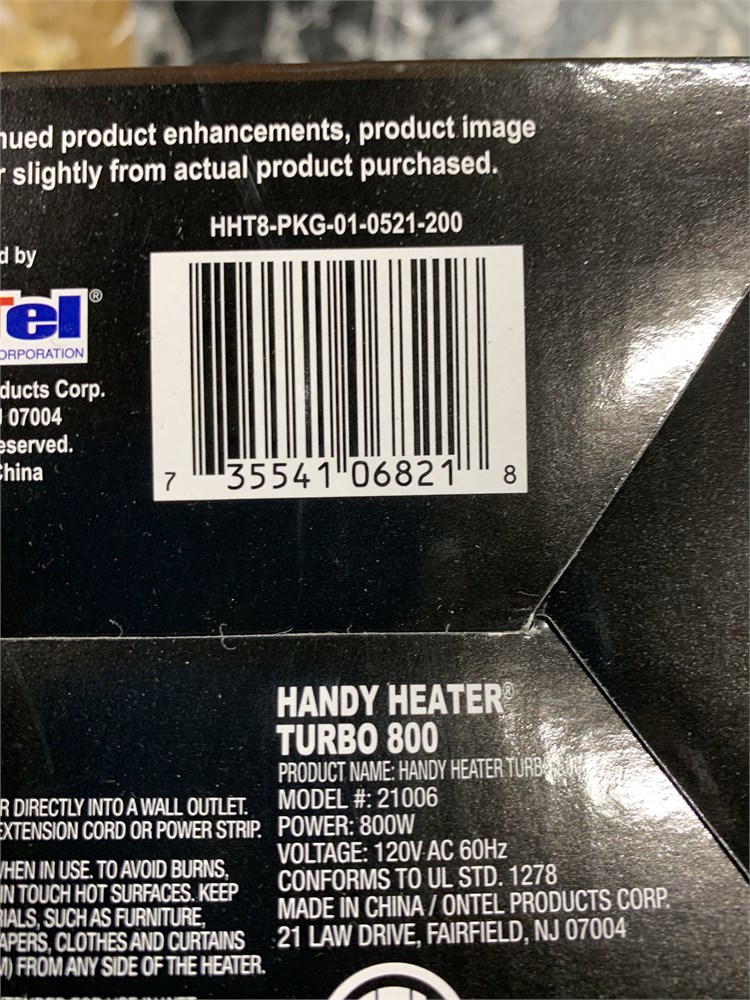 nued product enhancements, product image
r slightly from actual product purchased.
HHT8-PKG-01-0521-200
d by
tel®
ORPORATION
ducts Corp.
J 07004
eserved.
China
7 35541 06821 8
HANDY HEATER®
TURBO 800
PRODUCT NAME: HANDY HEATER TURB
MODEL #: 21006
POWER: 800W
VOLTAGE: 120V AC 60Hz
CONFORMS TO UL STD. 1278
MADE IN CHINA / ONTEL PRODUCTS CORP.
21 LAW DRIVE, FAIRFIELD, NJ 07004
R DIRECTLY INTO A WALL OUTLET.
EXTENSION CORD OR POWER STRIP.
WHEN IN USE. TO AVOID BURNS,
IN TOUCH HOT SURFACES. KEEP
RIALS, SUCH AS FURNITURE,
APERS, CLOTHES AND CURTAINS
M) FROM ANY SIDE OF THE HEATER.